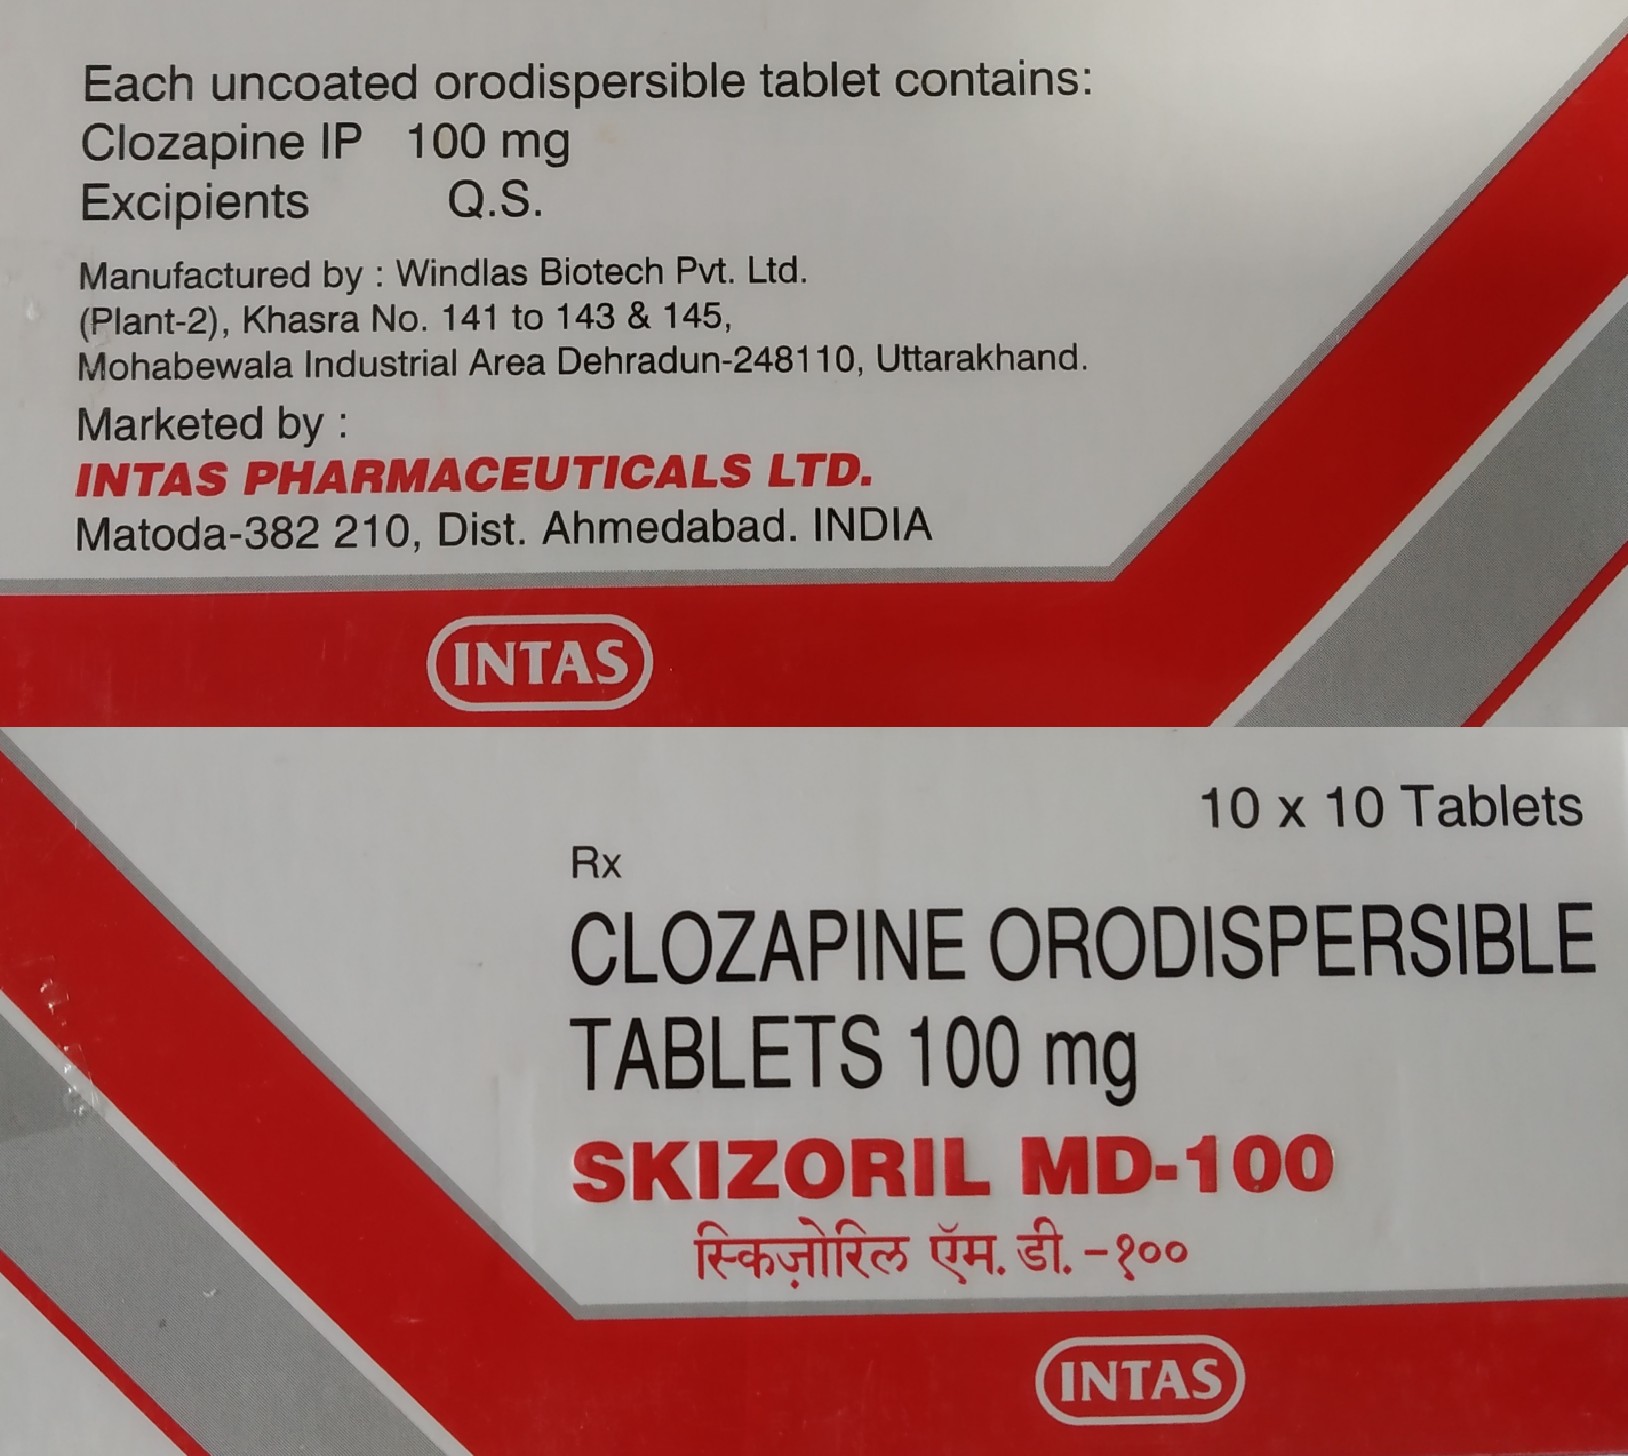 Each uncoated orodispersible tablet contains:
Clozapine IP 100 mg
Excipients Q.S.
Manufactured by : Windlas Biotech Pvt. Ltd.
(Plant-2), Khasra No. 141 to 143 & 145,
Mohabewala Industrial Area Dehradun-248110, Uttarakhand.
Marketed by :
INTAS PHARMACEUTICALS LTD.
Matoda-382 210, Dist. Ahmedabad. INDIA
INTAS
10 x 10 Tablets
Rx
CLOZAPINE ORODISPERSIBLE
TABLETS 100 mg
SKIZORIL MD-100
स्किज़ोरिल ऍम. डी. -१००
INTAS